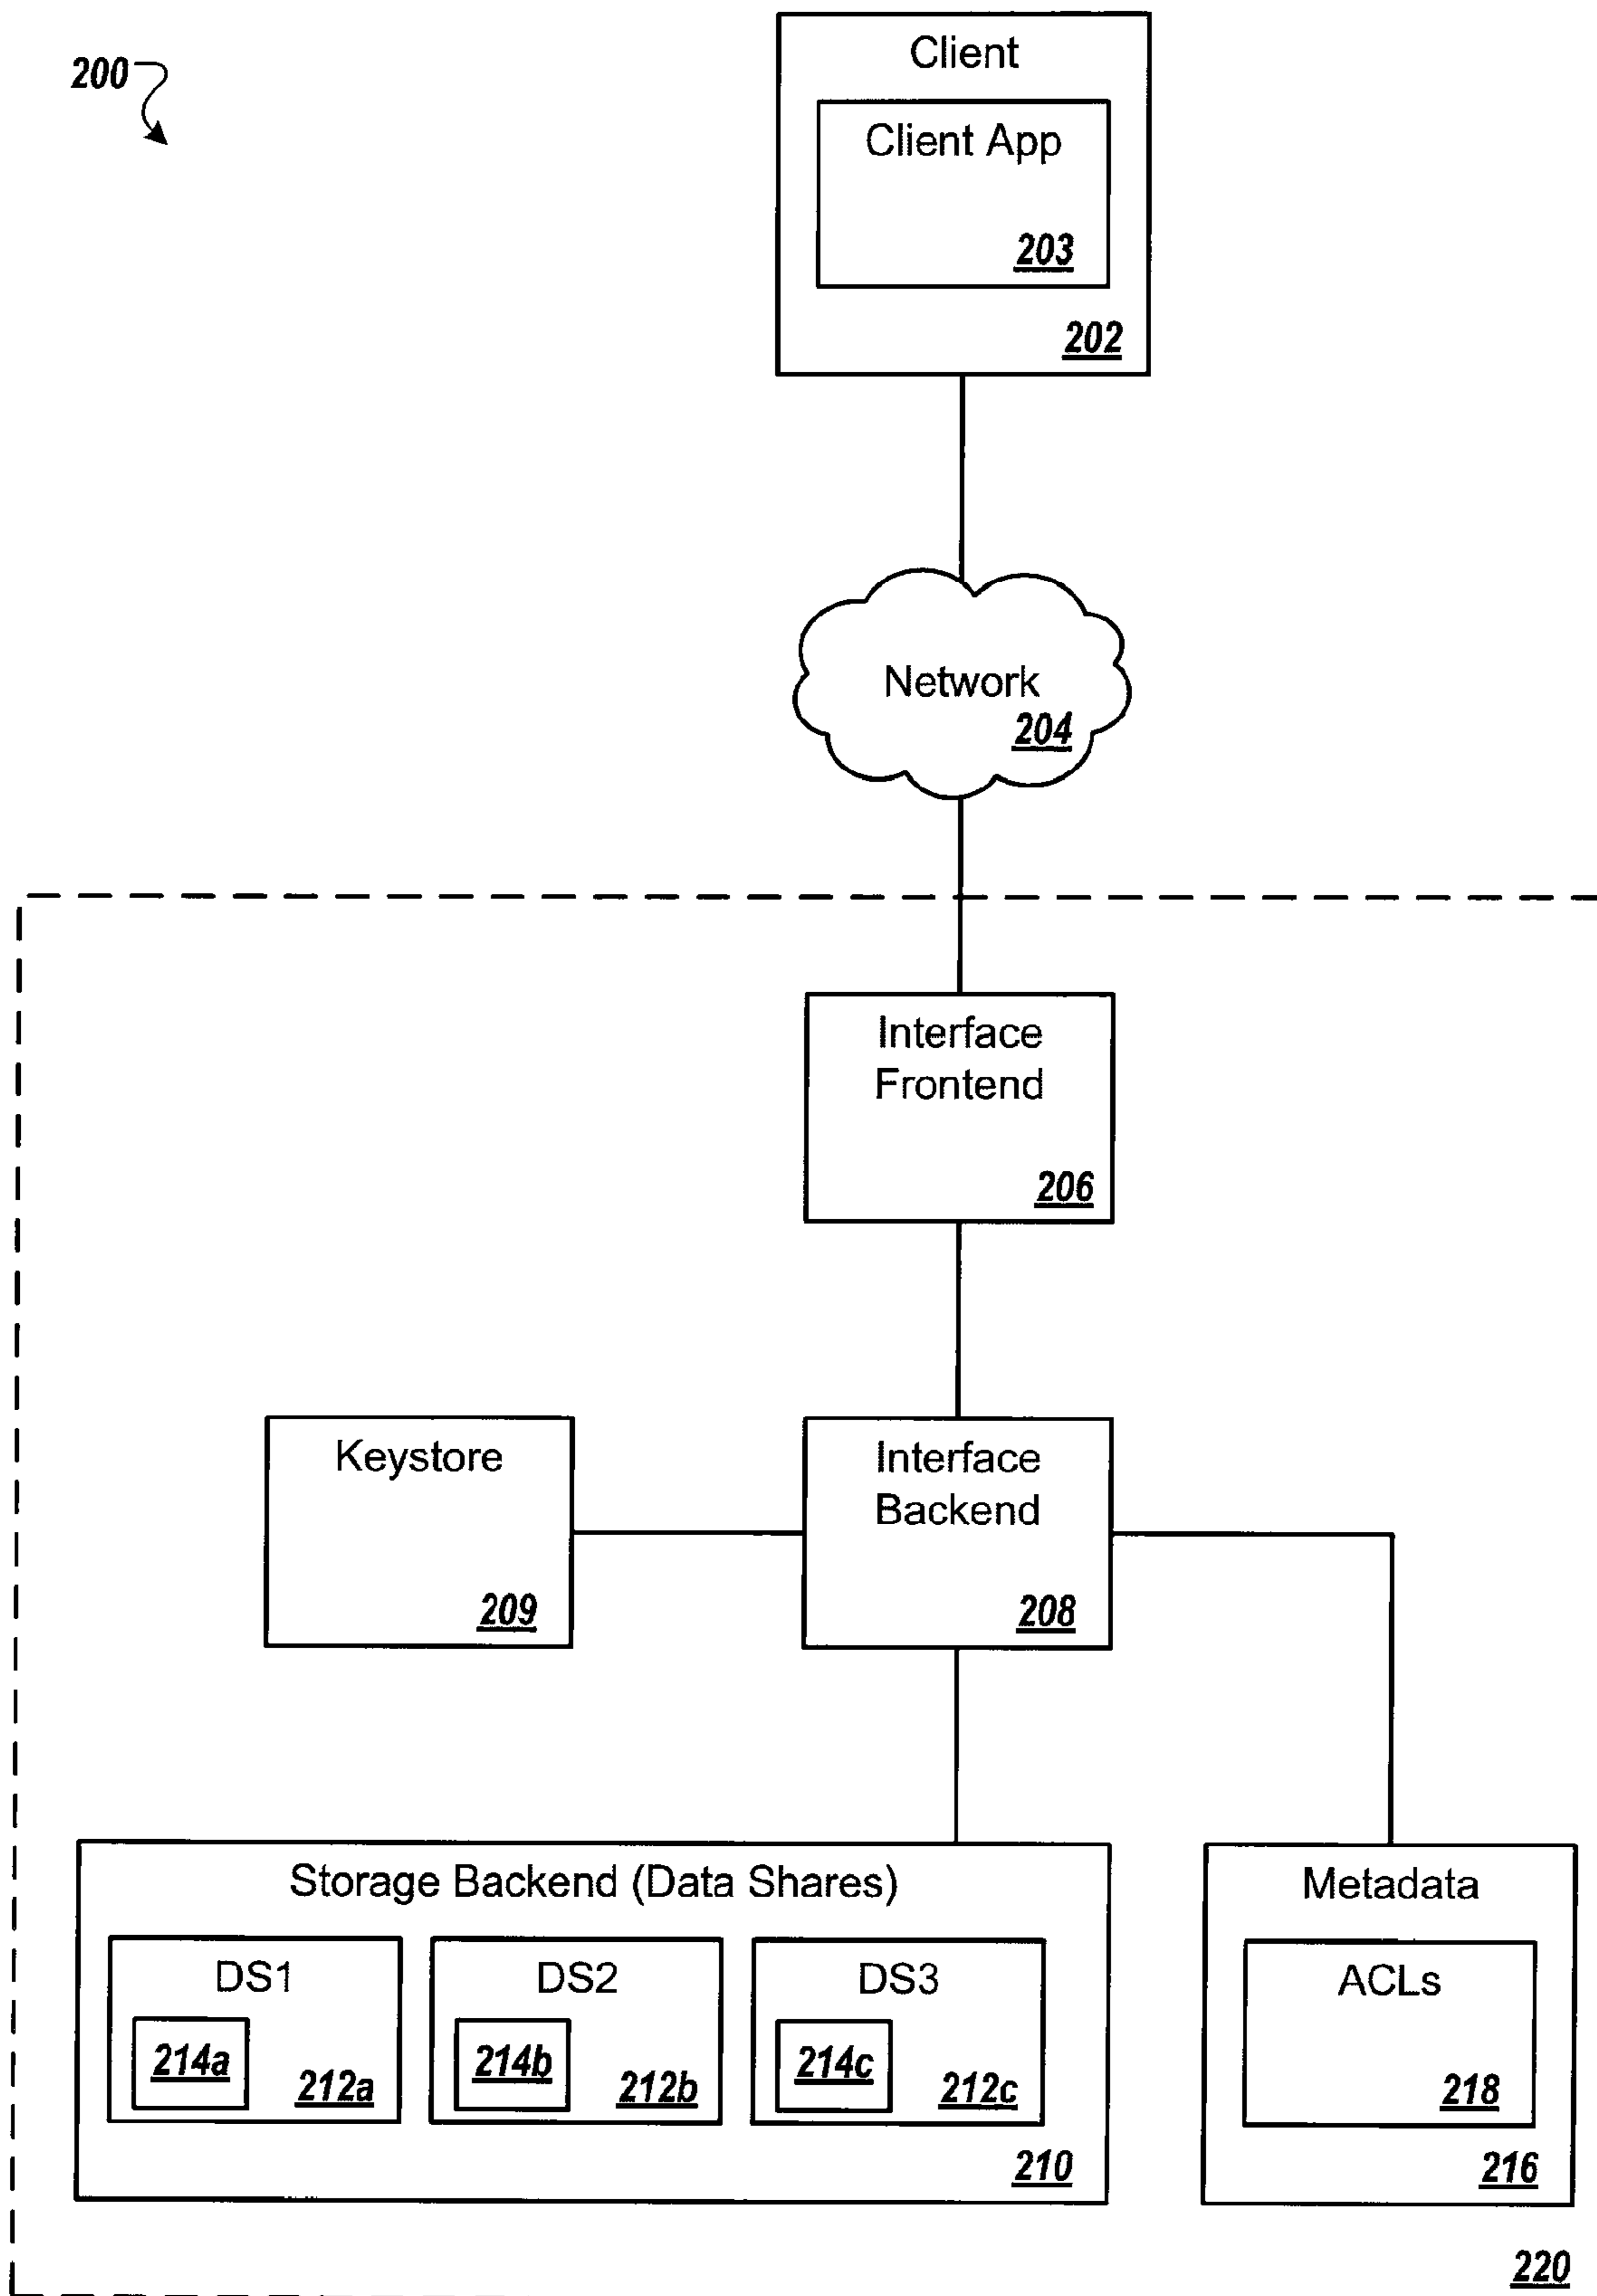 200
Client
Client App
203
202
Network
204
Interface
Frontend
206
Keystore
209
Interface
Backend
208
Storage Backend (Data Shares)
DS1
214a
212a
DS2
214b
212b
DS3
214c
212c
210
Metadata
ACLs
218
216
220